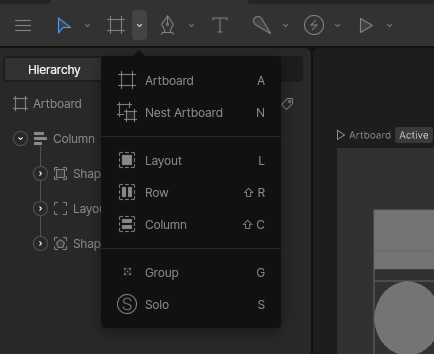 Hierarchy
Artboard
Column
Shap
Layou
Shap
Artboard A
Nest Artboard N
Layout L
Row ⇧ R
Column ⇧ C
Group G
Solo S
Artboard Active